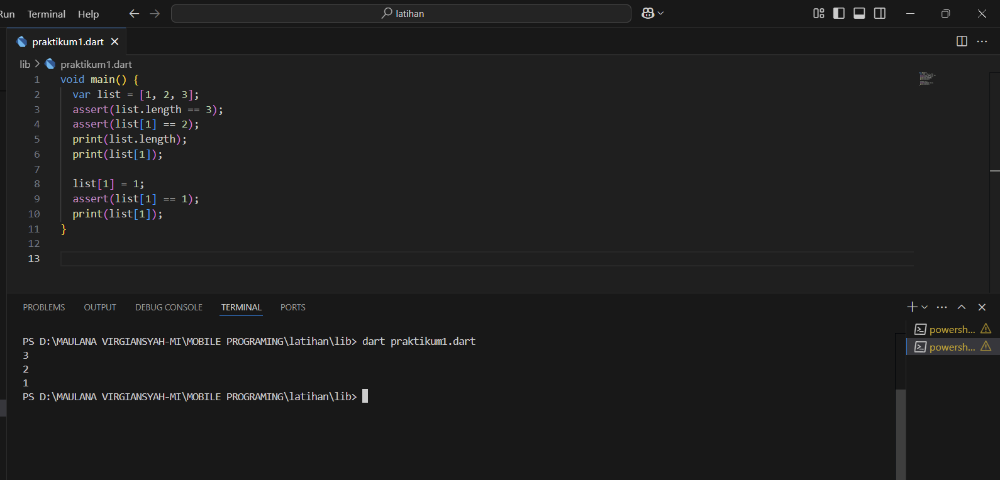 Run Terminal Help latihan
praktikum1.dart
lib > praktikum1.dart
1 void main() {
2 var list = [1, 2, 3];
3 assert(list.length == 3);
4 assert(list[1] == 2);
5 print(list.length);
6 print(list[1]);
7
8 list[1] = 1;
9 assert(list[1] == 1);
10 print(list[1]);
11 }
12
13
PROBLEMS OUTPUT DEBUG CONSOLE TERMINAL PORTS
PS D:\MAULANA VIRGIANSYAH-MI\MOBILE PROGRAMING\latihan\lib> dart praktikum1.dart
3
2
1
PS D:\MAULANA VIRGIANSYAH-MI\MOBILE PROGRAMING\latihan\lib>
powersh...
powersh...